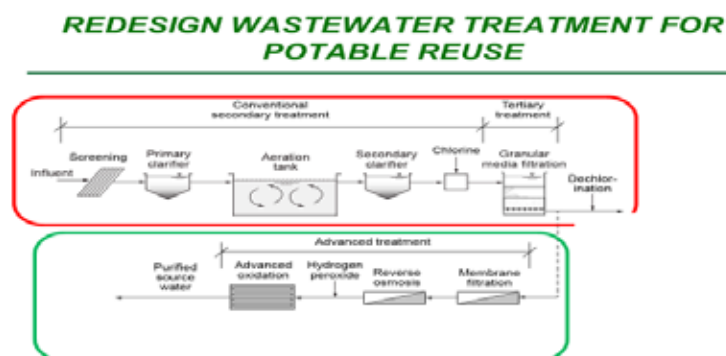 REDESIGN WASTEWATER TREATMENT FOR
POTABLE REUSE
Conventional
secondary treatment
Tertiary
treatment
Influent
Screening
Primary
clarifier
Aeration
tank
Secondary
clarifier
Chlorine
Granular
media filtration
Dechlor-
ination
Advanced treatment
Purified
source
water
Advanced
oxidation
Hydrogen
peroxide
Reverse
osmosis
Membrane
filtration